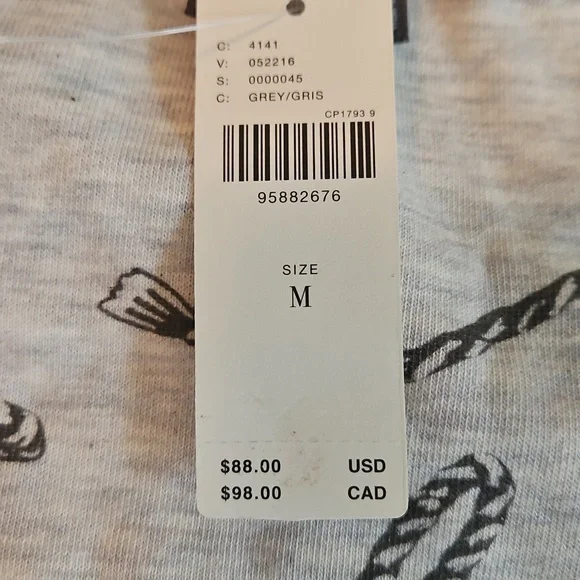 C: 4141
V: 052216
S: 0000045
C: GREY/GRIS
CP1793 9
95882676
SIZE
M
$88.00 USD
$98.00 CAD